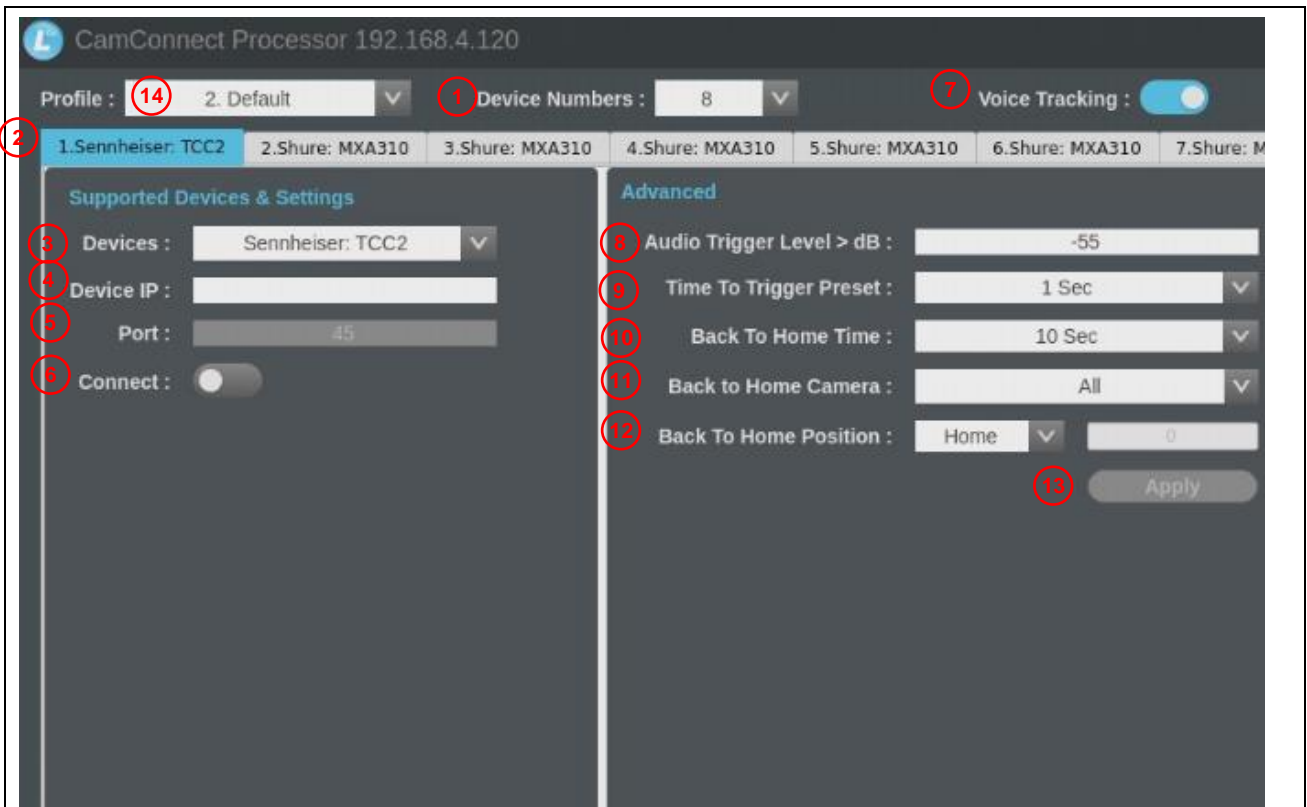 CamConnect Processor 192.168.4.120
Profile : 14 2. Default 1 Device Numbers : 8 7 Voice Tracking :
2 1.Sennheiser: TCC2 2.Shure: MXA310 3.Shure: MXA310 4.Shure: MXA310 5.Shure: MXA310 6.Shure: MXA310 7.Shure: M
Supported Devices & Settings
3 Devices : Sennheiser: TCC2
4 Device IP :
5 Port : 45
6 Connect :
Advanced
8 Audio Trigger Level > dB : -55
9 Time To Trigger Preset : 1 Sec
10 Back To Home Time : 10 Sec
11 Back to Home Camera : All
12 Back To Home Position : Home 0
13 Apply